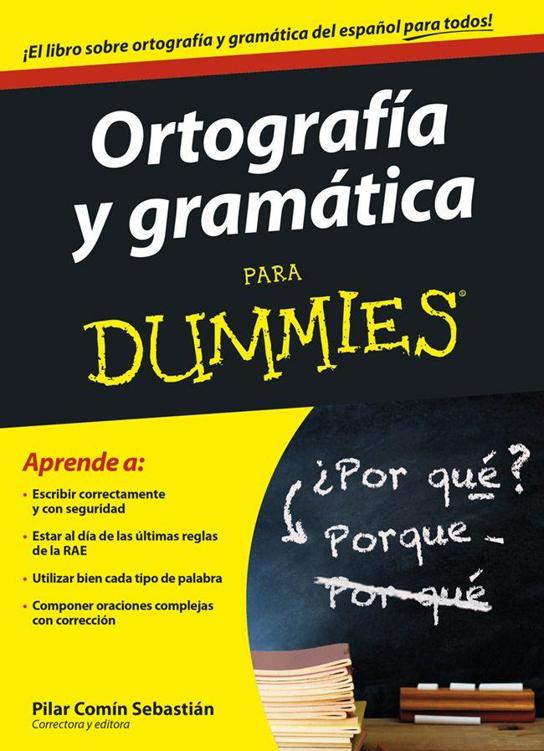 ¡El libro sobre ortografía y gramática del español para todos!
Ortografía
y gramática
PARA
DUMMIES®
Aprende a:
• Escribir correctamente
y con seguridad
• Estar al día de las últimas reglas
de la RAE
• Utilizar bien cada tipo de palabra
• Componer oraciones complejas
con corrección
¿Por qué?
Porque -
Por qué
Pilar Comín Sebastián
Correctora y editora